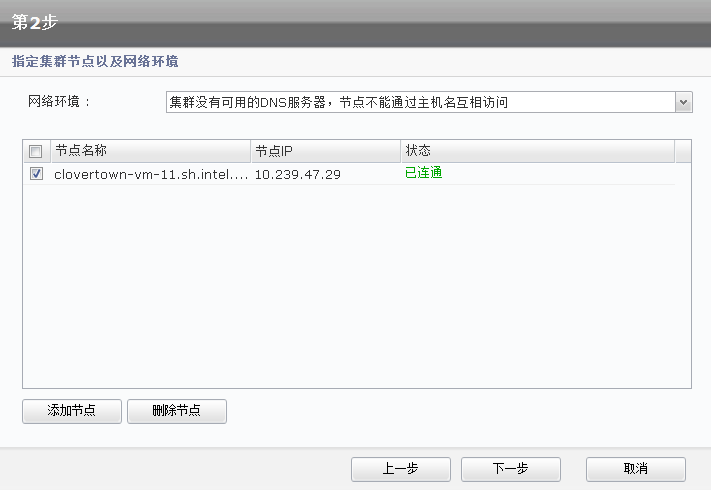 第2步
指定集群节点以及网络环境
网络环境 : 集群没有可用的DNS服务器，节点不能通过主机名互相访问
节点名称 节点IP 状态
clovertown-vm-11.sh.intel.... 10.239.47.29 已连通
添加节点 删除节点
上一步 下一步 取消